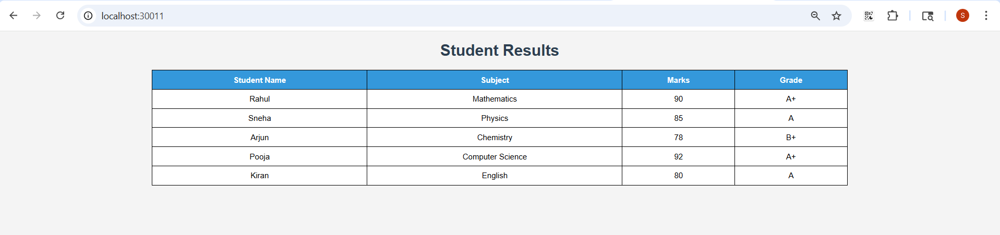 localhost:30011
S
Student Results
Student Name Subject Marks Grade
Rahul Mathematics 90 A+
Sneha Physics 85 A
Arjun Chemistry 78 B+
Pooja Computer Science 92 A+
Kiran English 80 A